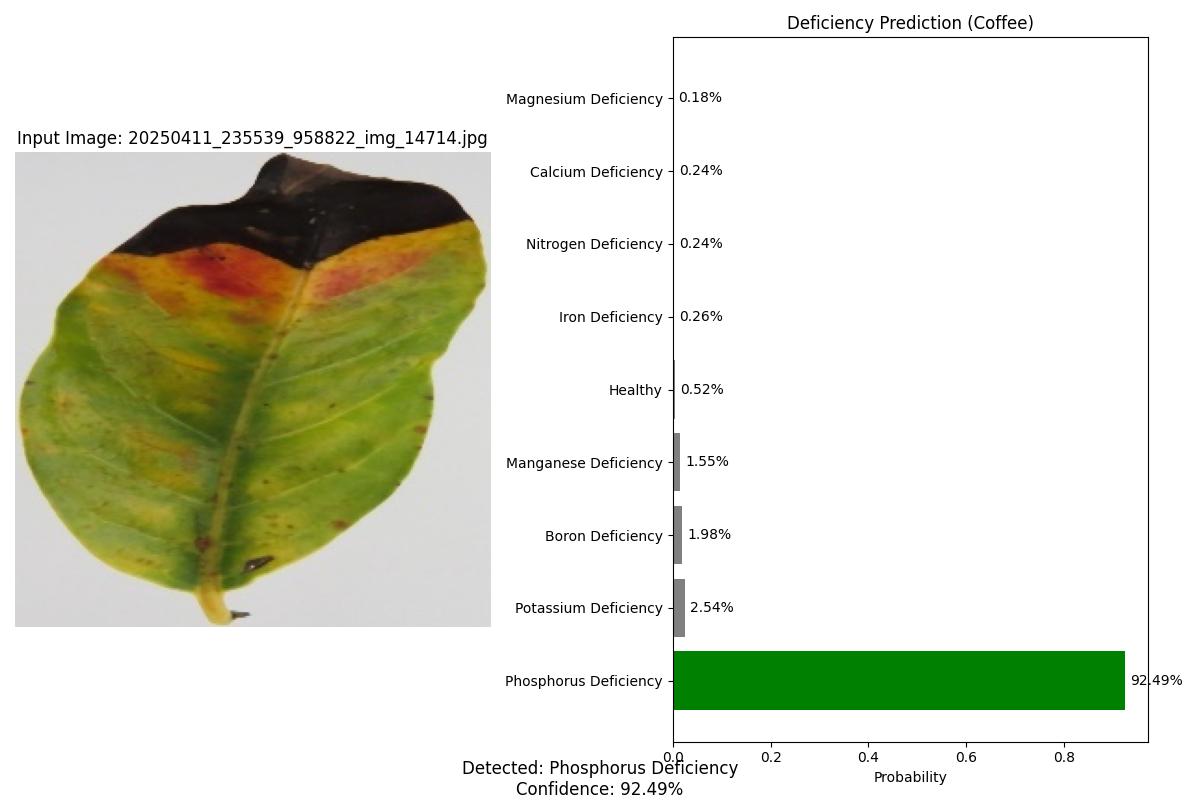 Deficiency Prediction (Coffee)
Input Image: 20250411_235539_958822_img_14714.jpg
Magnesium Deficiency 0.18%
Calcium Deficiency 0.24%
Nitrogen Deficiency 0.24%
Iron Deficiency 0.26%
Healthy 0.52%
Manganese Deficiency 1.55%
Boron Deficiency 1.98%
Potassium Deficiency 2.54%
Phosphorus Deficiency 92.49%
0.0 0.2 0.4 0.6 0.8
Probability
Detected: Phosphorus Deficiency
Confidence: 92.49%